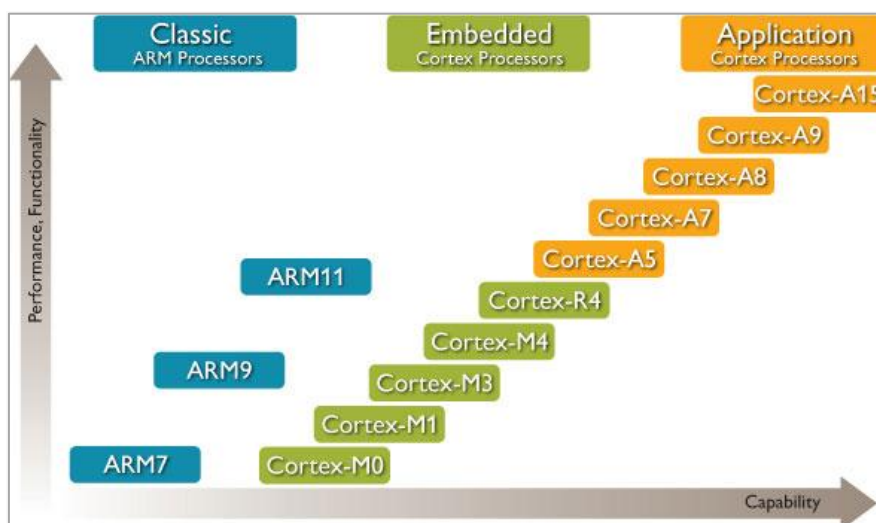 Classic
ARM Processors
Embedded
Cortex Processors
Application
Cortex Processors
Cortex-A15
Cortex-A9
Cortex-A8
Cortex-A7
Cortex-A5
ARM11
Cortex-R4
Cortex-M4
ARM9
Cortex-M3
Cortex-M1
ARM7
Cortex-M0
Performance, Functionality
Capability